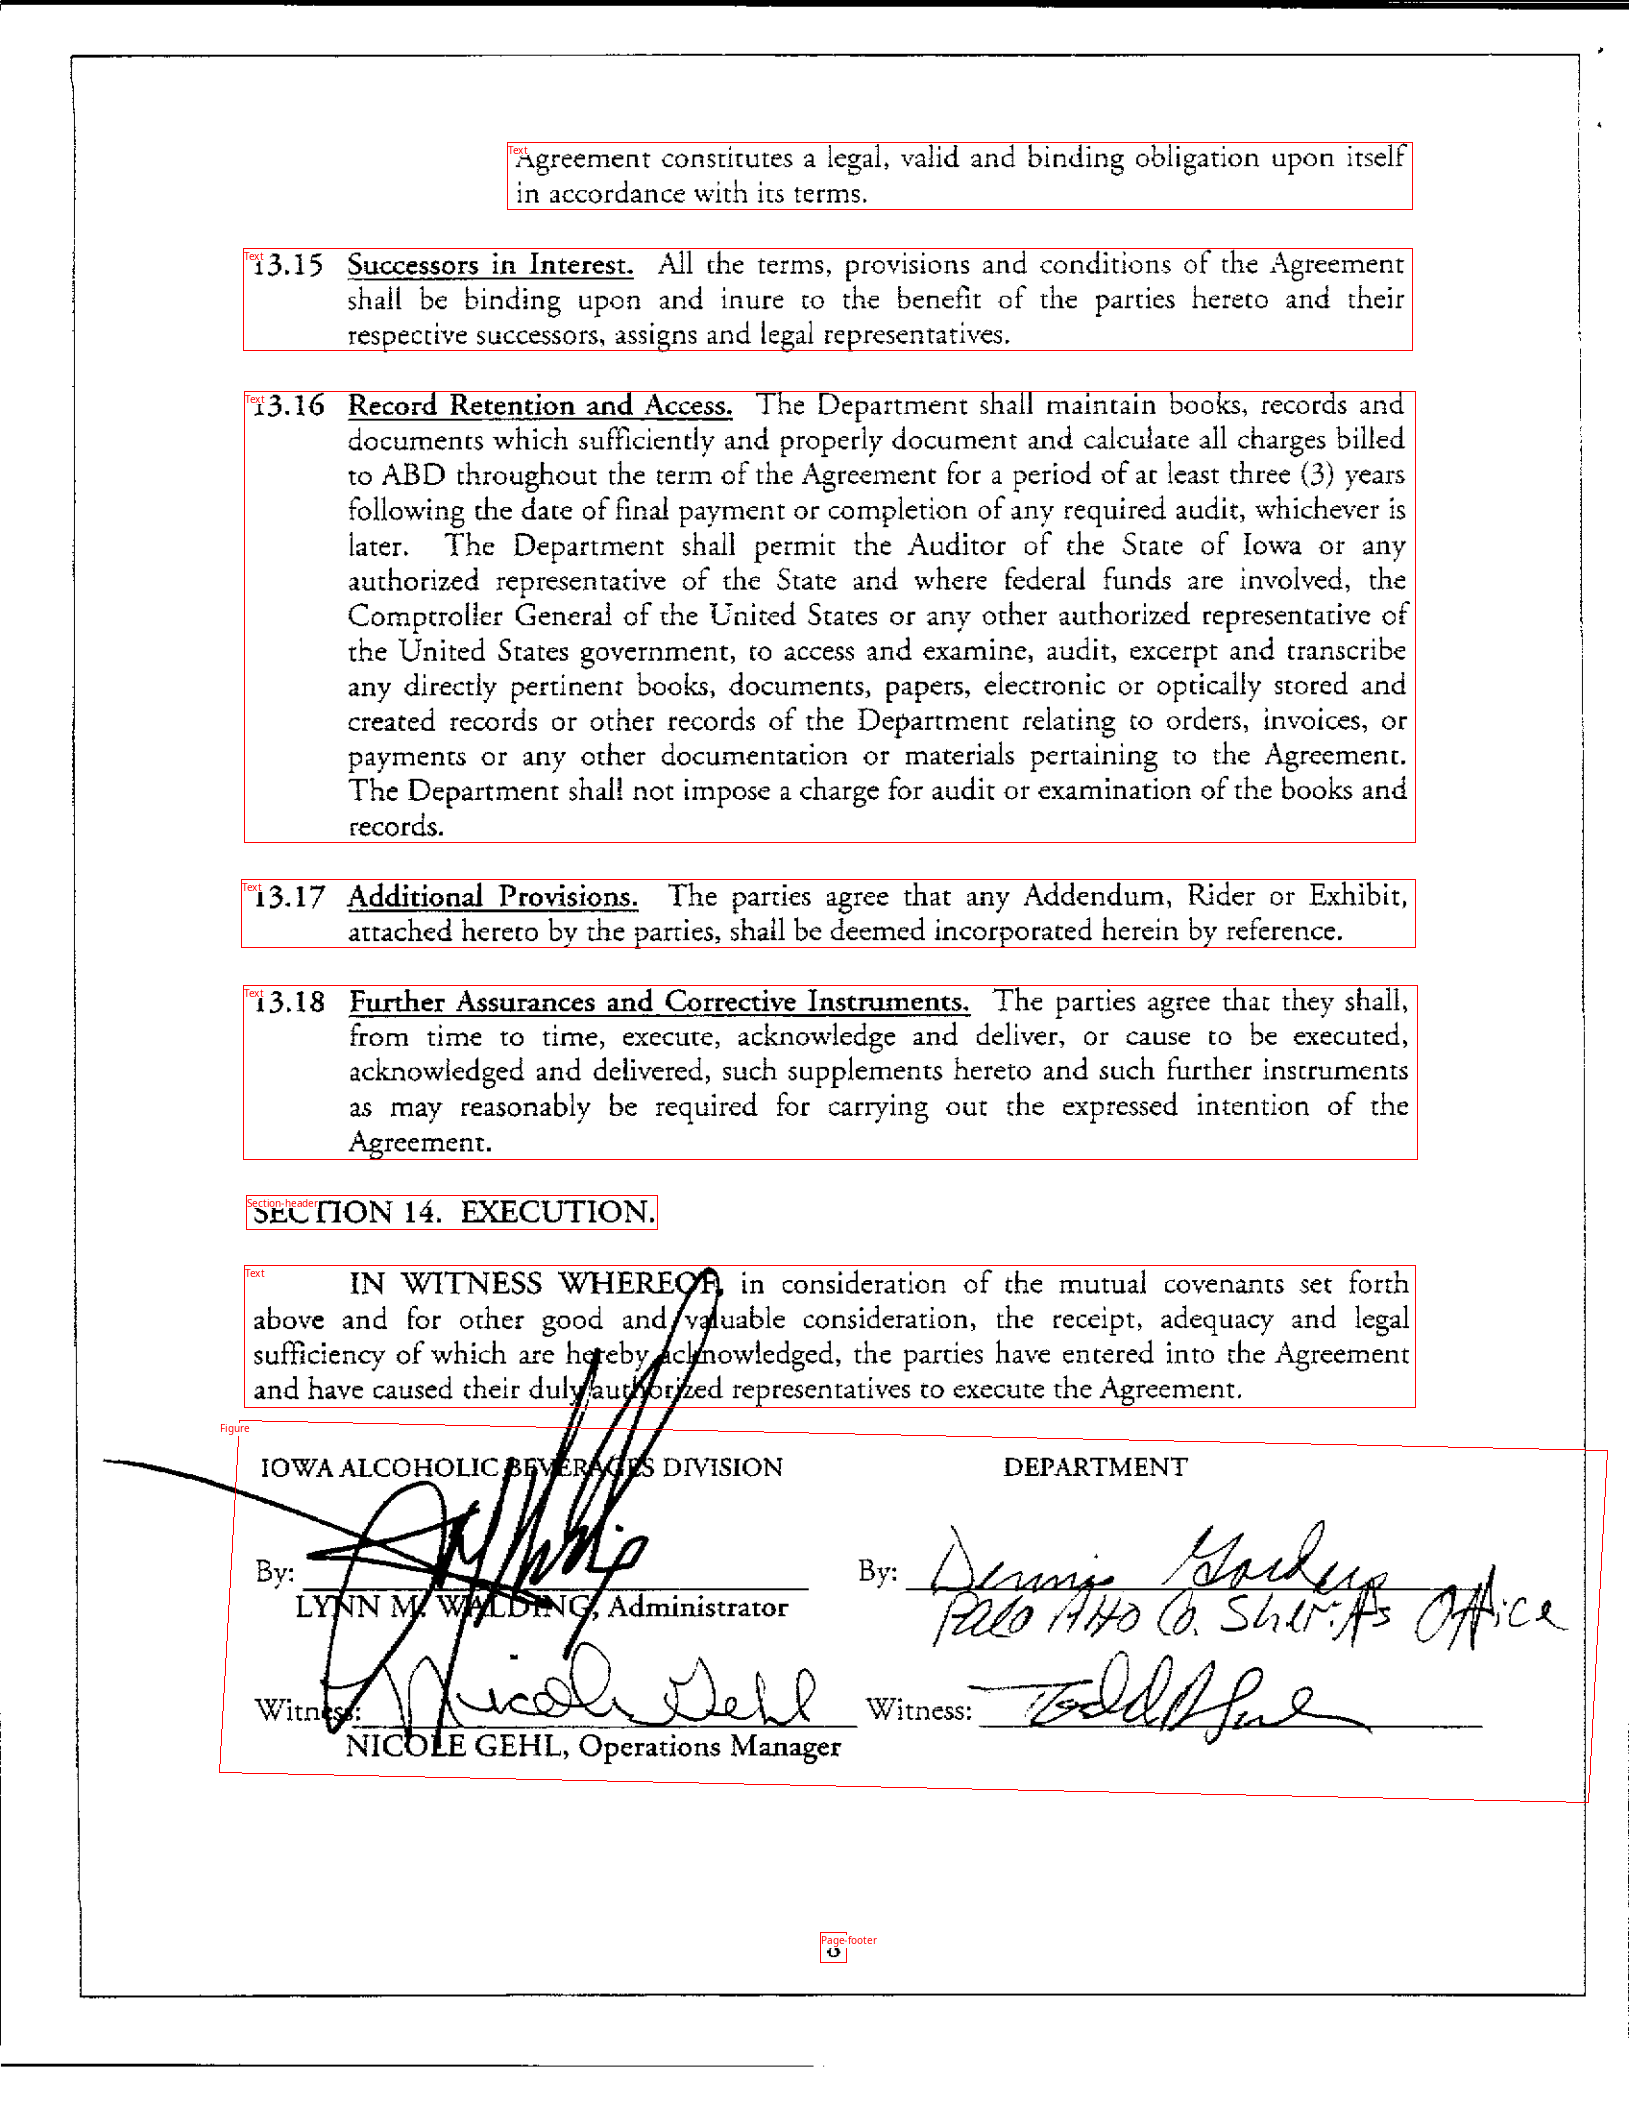 Text
Agreement constitutes a legal, valid and binding obligation upon itself
in accordance with its terms.
Text
13.15 Successors in Interest. All the terms, provisions and conditions of the Agreement
shall be binding upon and inure to the benefit of the parties hereto and their
respective successors, assigns and legal representatives.
Text
13.16 Record Retention and Access. The Department shall maintain books, records and
documents which sufficiently and properly document and calculate all charges billed
to ABD throughout the term of the Agreement for a period of at least three (3) years
following the date of final payment or completion of any required audit, whichever is
later. The Department shall permit the Auditor of the State of Iowa or any
authorized representative of the State and where federal funds are involved, the
Comptroller General of the United States or any other authorized representative of
the United States government, to access and examine, audit, excerpt and transcribe
any directly pertinent books, documents, papers, electronic or optically stored and
created records or other records of the Department relating to orders, invoices, or
payments or any other documentation or materials pertaining to the Agreement.
The Department shall not impose a charge for audit or examination of the books and
records.
Text
13.17 Additional Provisions. The parties agree that any Addendum, Rider or Exhibit,
attached hereto by the parties, shall be deemed incorporated herein by reference.
Text
13.18 Further Assurances and Corrective Instruments. The parties agree that they shall,
from time to time, execute, acknowledge and deliver, or cause to be executed,
acknowledged and delivered, such supplements hereto and such further instruments
as may reasonably be required for carrying out the expressed intention of the
Agreement.
Section-header
SECTION 14. EXECUTION.
Text
IN WITNESS WHEREOF, in consideration of the mutual covenants set forth
above and for other good and valuable consideration, the receipt, adequacy and legal
sufficiency of which are hereby acknowledged, the parties have entered into the Agreement
and have caused their duly authorized representatives to execute the Agreement.
Figure
IOWA ALCOHOLIC BEVERAGES DIVISION DEPARTMENT
By: By: Dennis
LYNN M. WALDING, Administrator Palo Alto Co. Sheriffs Office
Witness: Nicole Gehl Witness: Todd
NICOLE GEHL, Operations Manager
Page-footer